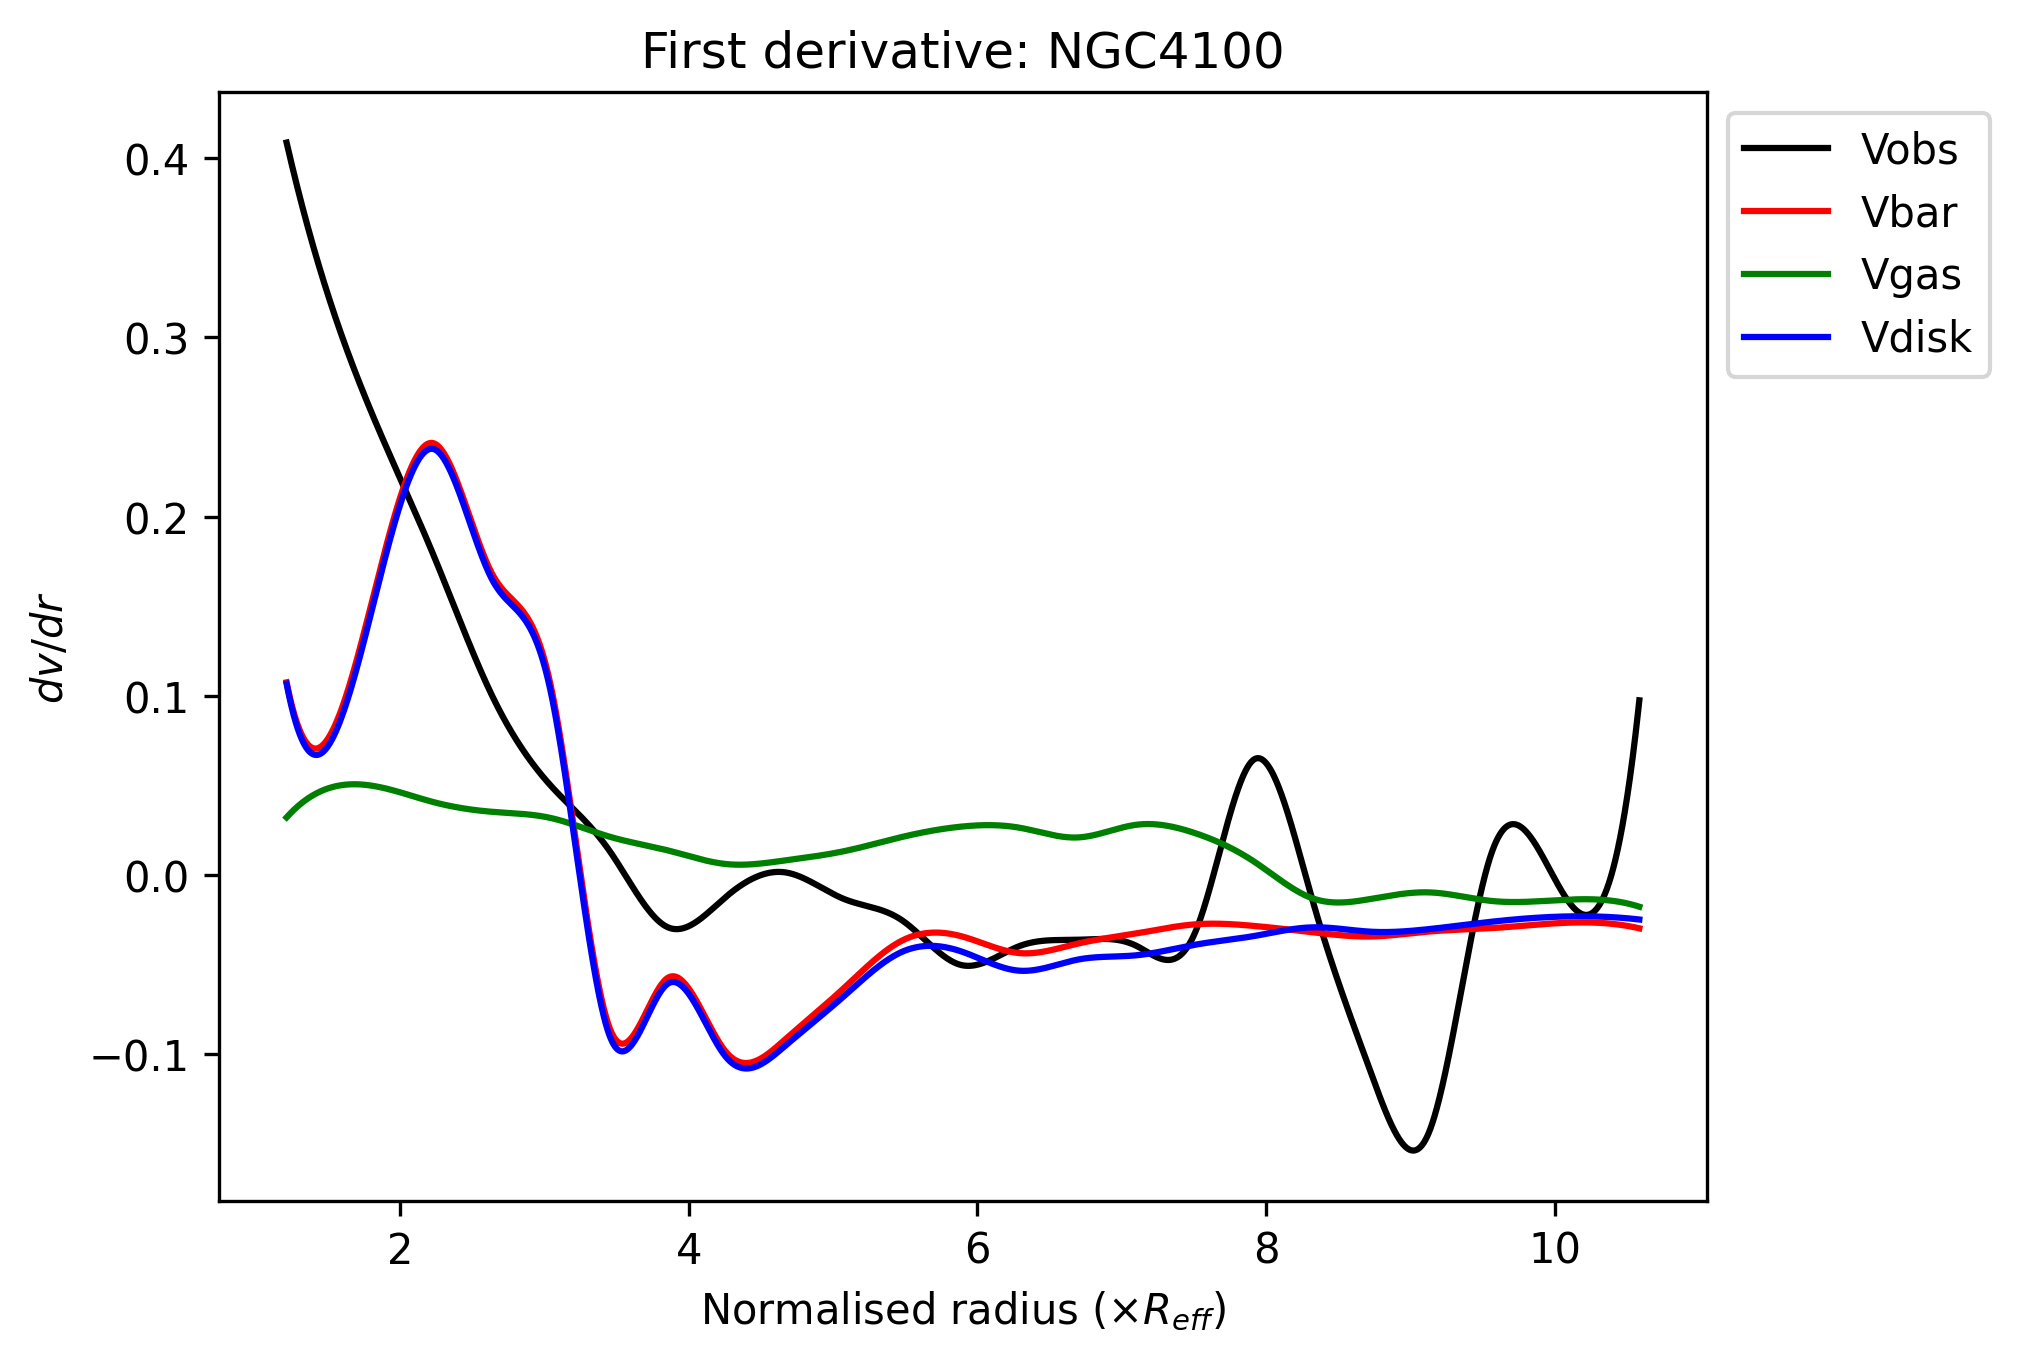 First derivative: NGC4100
dv/dr
0.4
0.3
0.2
0.1
0.0
−0.1
2 4 6 8 10
Normalised radius (×R_eff)
Vobs
Vbar
Vgas
Vdisk